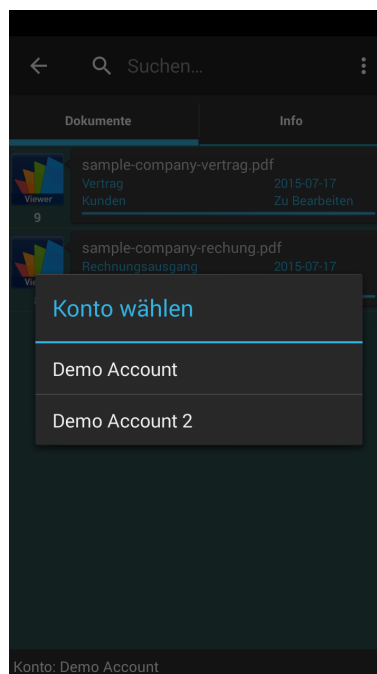 Suchen...
Dokumente Info
sample-company-vertrag.pdf
Vertrag 2015-07-17
Kunden Zu Bearbeiten
Viewer
9
sample-company-rechung.pdf
Rechnungsausgang 2015-07-17
Konto wählen
Demo Account
Demo Account 2
Konto: Demo Account